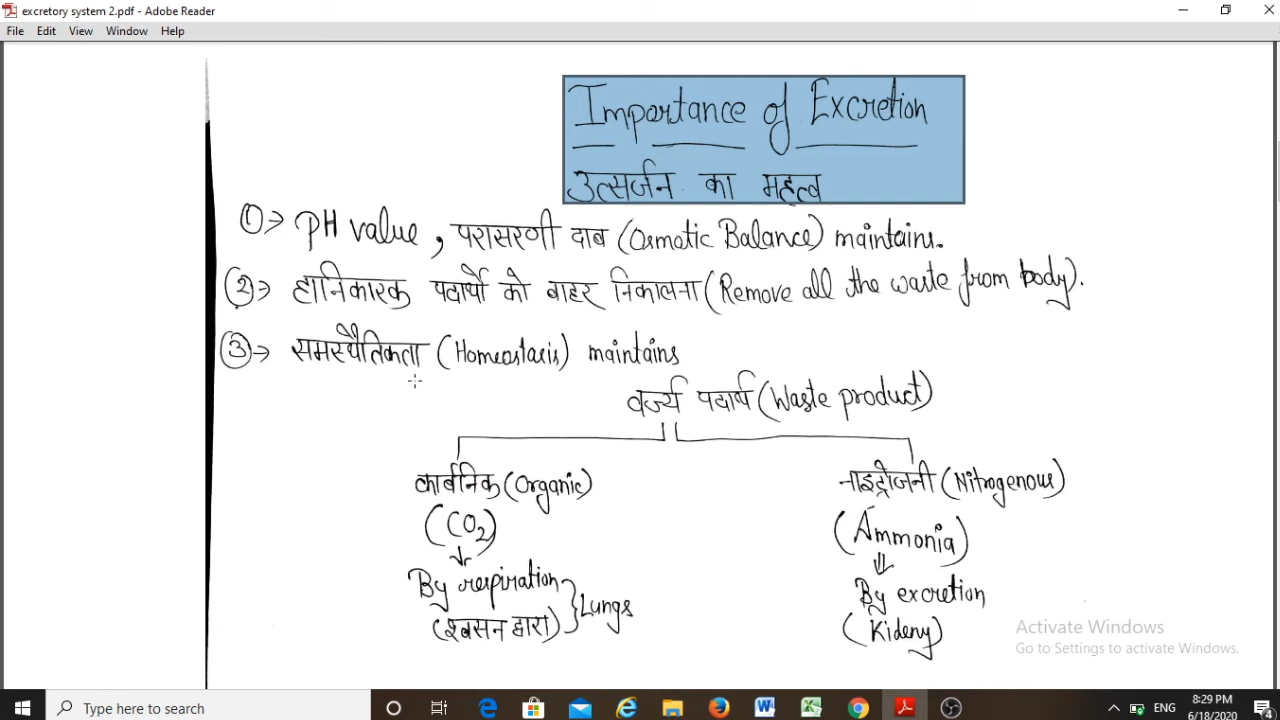 excretory system 2.pdf - Adobe Reader
File Edit View Window Help
Importance of Excretion
उत्सर्जन का महत्व
① => pH value, परासरणी दाब (Osmotic Balance) maintains.
② => हानिकारक पदार्थो को बाहर निकालना (Remove all the waste from body).
③ => समस्थैतिकता (Homeostasis) maintains
वर्ज्य पदार्थ (Waste product)
कार्बनिक (Organic) नाइट्रोजनी (Nitrogenous)
(CO2) (Ammonia)
By respiration By excretion
(श्वसन द्वारा) } Lungs (Kideny)
Activate Windows
Go to Settings to activate Windows.
Type here to search
ENG
8:29 PM
6/18/2020
4